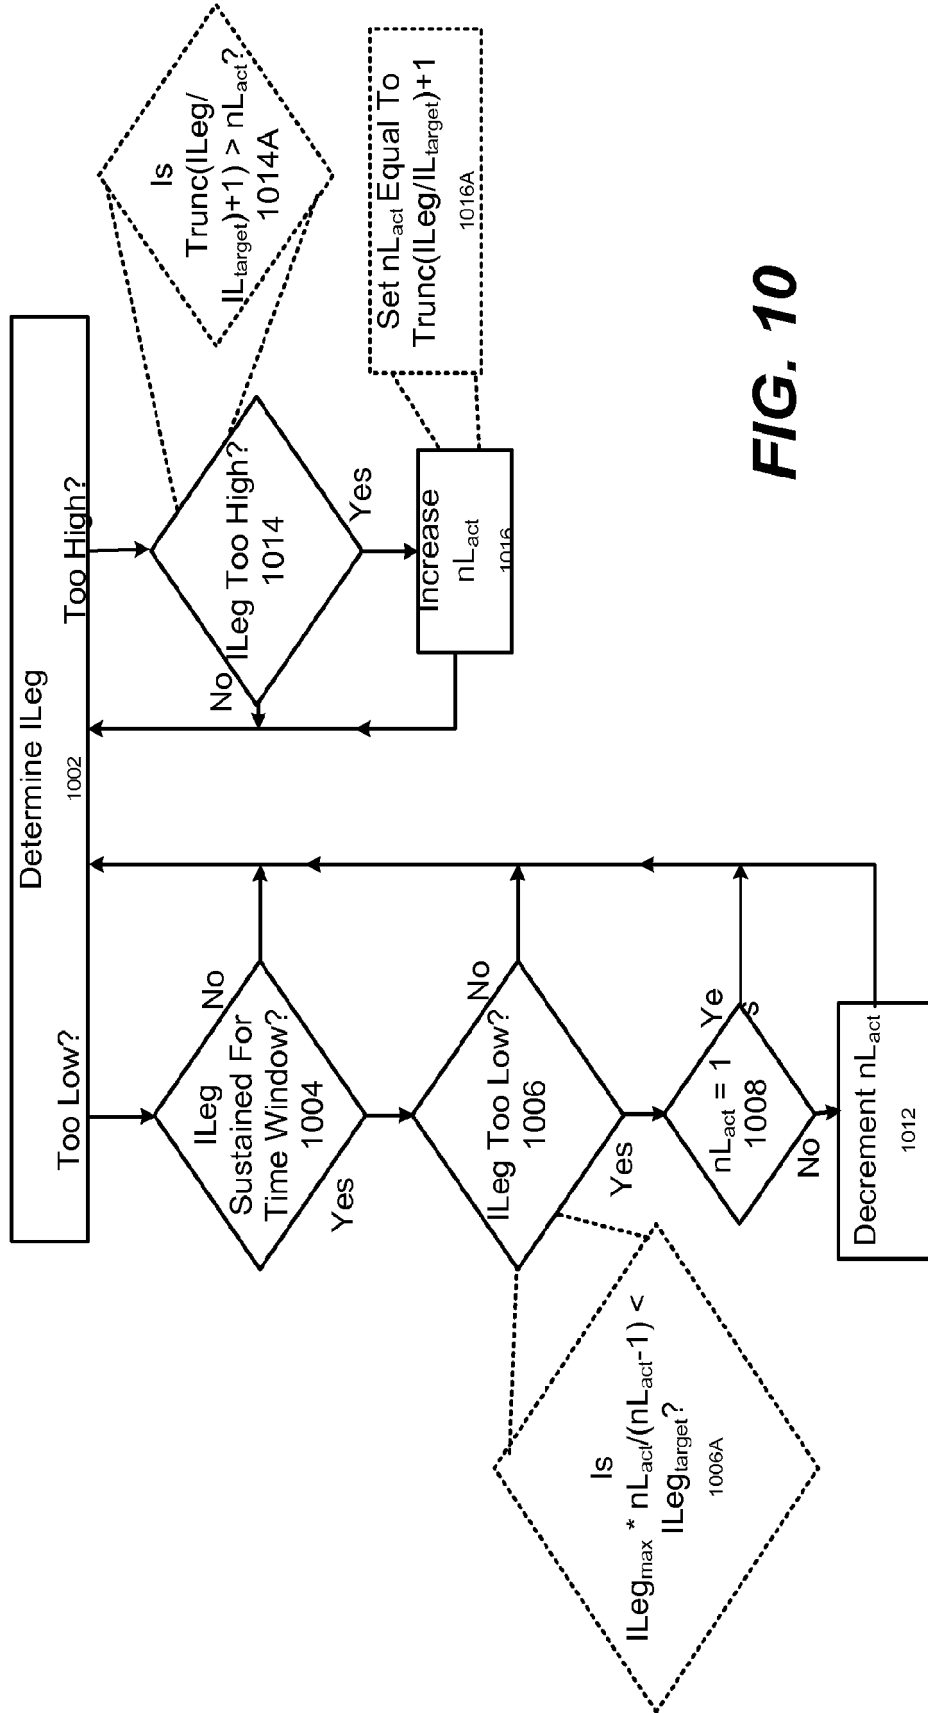 Determine ILeg
1002
Too Low?
Too High?
ILeg
Sustained For
Time Window?
1004
No
Yes
ILeg Too Low?
1006
No
Yes
Is
ILegmax * nLact/(nLact-1) <
ILegtarget?
1006A
nLact = 1
1008
Ye
s
No
Decrement nLact
1012
ILeg Too High?
1014
No
Yes
Is
Trunc(ILeg/
ILtarget)+1) > nLact?
1014A
Increase
nLact
1016
Set nLact Equal To
Trunc(ILeg/ILtarget)+1
1016A
FIG. 10